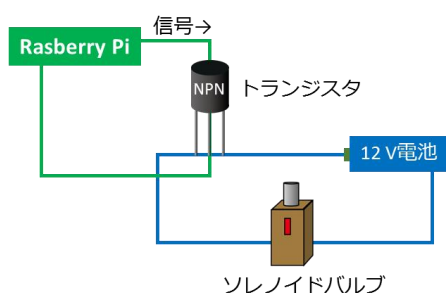 信号→
Rasberry Pi
NPN
トランジスタ
12 V電池
ソレノイドバルブ